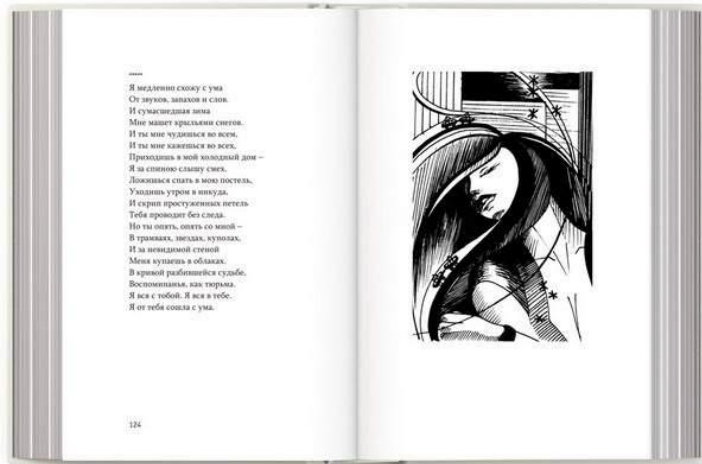 *****
Я медленно схожу с ума
От звуков, запахов и слов.
И сумасшедшая зима
Мне машет крыльями снегов.
И ты мне чудишься во всем,
И ты мне кажешься во всех,
Приходишь в мой холодный дом –
Я за спиною слышу смех.
Ложишься спать в мою постель,
Уходишь утром в никуда,
И скрип простуженных петель
Тебя проводит без следа.
Но ты опять, опять со мной –
В трамваях, звездах, куполах,
И за невидимой стеной
Меня купаешь в облаках.
В кривой разбившейся судьбе,
Воспоминанья, как тюрьма.
Я вся с тобой. Я вся в тебе.
Я от тебя сошла с ума.
124